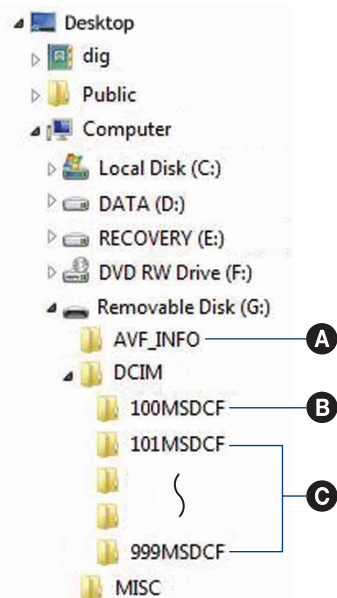 Desktop
dig
Public
Computer
Local Disk (C:)
DATA (D:)
RECOVERY (E:)
DVD RW Drive (F:)
Removable Disk (G:)
AVF_INFO A
DCIM
100MSDCF B
101MSDCF
C
999MSDCF
MISC